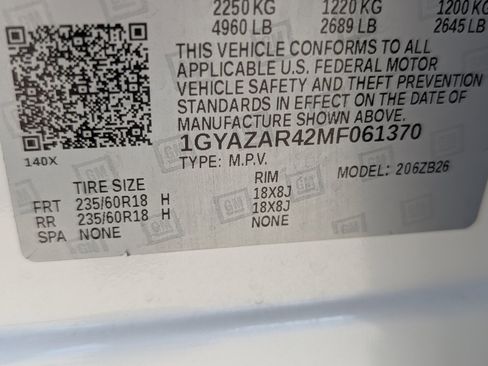 2250 KG 1220 KG 1200 KG
4960 LB 2689 LB 2645 LB
THIS VEHICLE CONFORMS TO ALL
APPLICABLE U.S. FEDERAL MOTOR
VEHICLE SAFETY AND THEFT PREVENTION
STANDARDS IN EFFECT ON THE DATE OF
MANUFACTURE SHOWN ABOVE.
1GYAZAR42MF061370
140X
TYPE: M.P.V.
MODEL: 206ZB26
TIRE SIZE RIM
FRT 235/60R18 H 18X8J
RR 235/60R18 H 18X8J
SPA NONE NONE